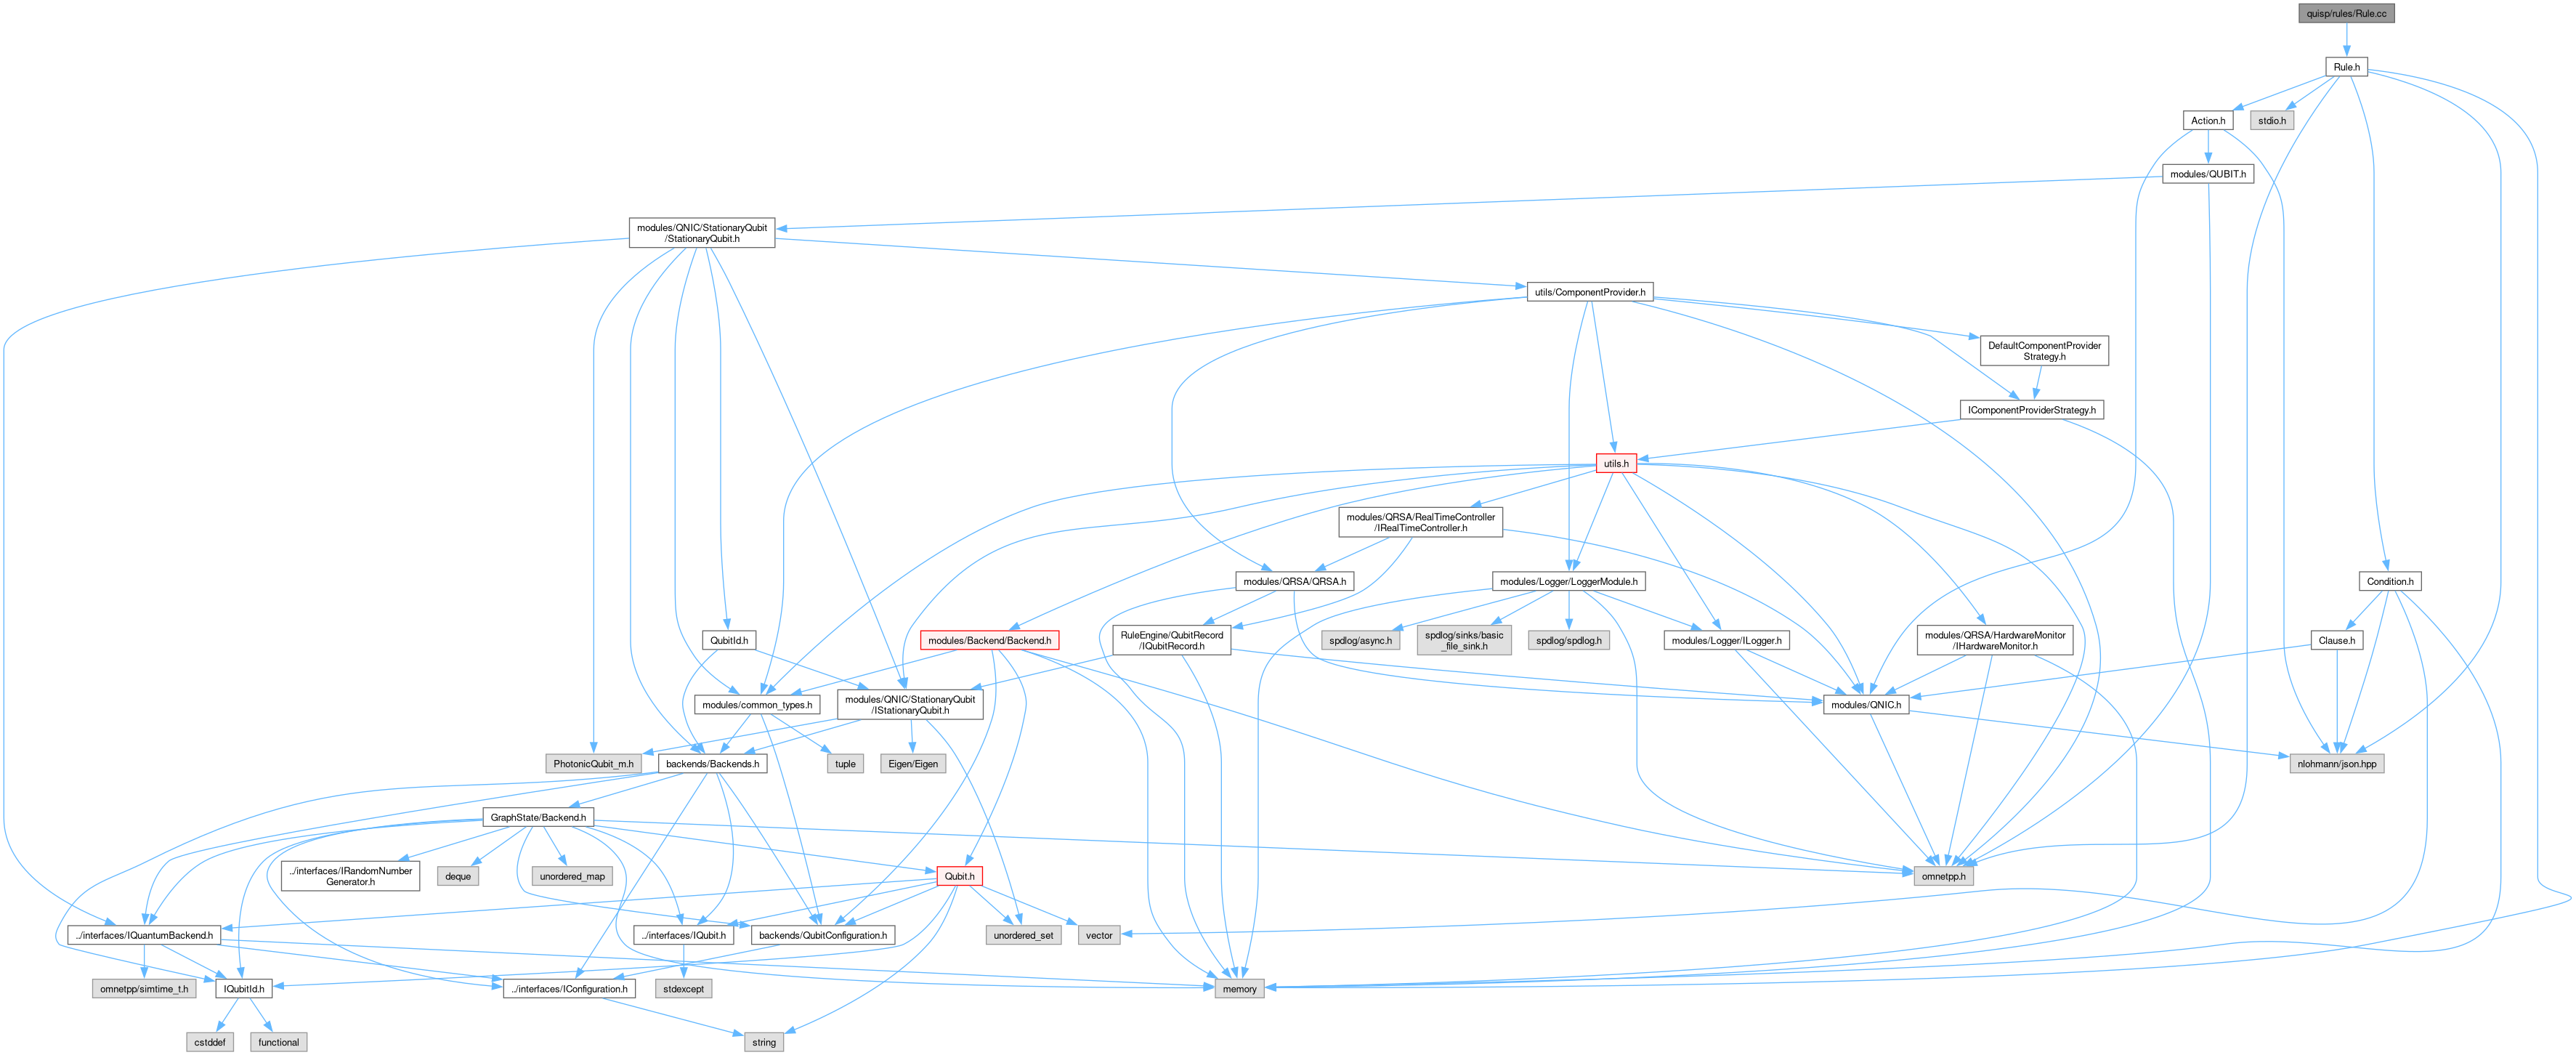 quisp/rules/Rule.cc
Rule.h
Action.h
stdio.h
modules/QUBIT.h
modules/QNIC/StationaryQubit
/StationaryQubit.h
utils/ComponentProvider.h
DefaultComponentProvider
Strategy.h
IComponentProviderStrategy.h
utils.h
modules/QRSA/RealTimeController
/IRealTimeController.h
modules/QRSA/QRSA.h
modules/Logger/LoggerModule.h
Condition.h
QubitId.h
modules/Backend/Backend.h
RuleEngine/QubitRecord
/IQubitRecord.h
spdlog/async.h
spdlog/sinks/basic
_file_sink.h
spdlog/spdlog.h
modules/Logger/ILogger.h
modules/QRSA/HardwareMonitor
/IHardwareMonitor.h
Clause.h
modules/common_types.h
modules/QNIC/StationaryQubit
/IStationaryQubit.h
modules/QNIC.h
PhotonicQubit_m.h
backends/Backends.h
tuple
Eigen/Eigen
nlohmann/json.hpp
GraphState/Backend.h
../interfaces/IRandomNumber
Generator.h
deque
unordered_map
Qubit.h
omnetpp.h
../interfaces/IQuantumBackend.h
../interfaces/IQubit.h
backends/QubitConfiguration.h
unordered_set
vector
omnetpp/simtime_t.h
IQubitId.h
../interfaces/IConfiguration.h
stdexcept
memory
cstddef
functional
string